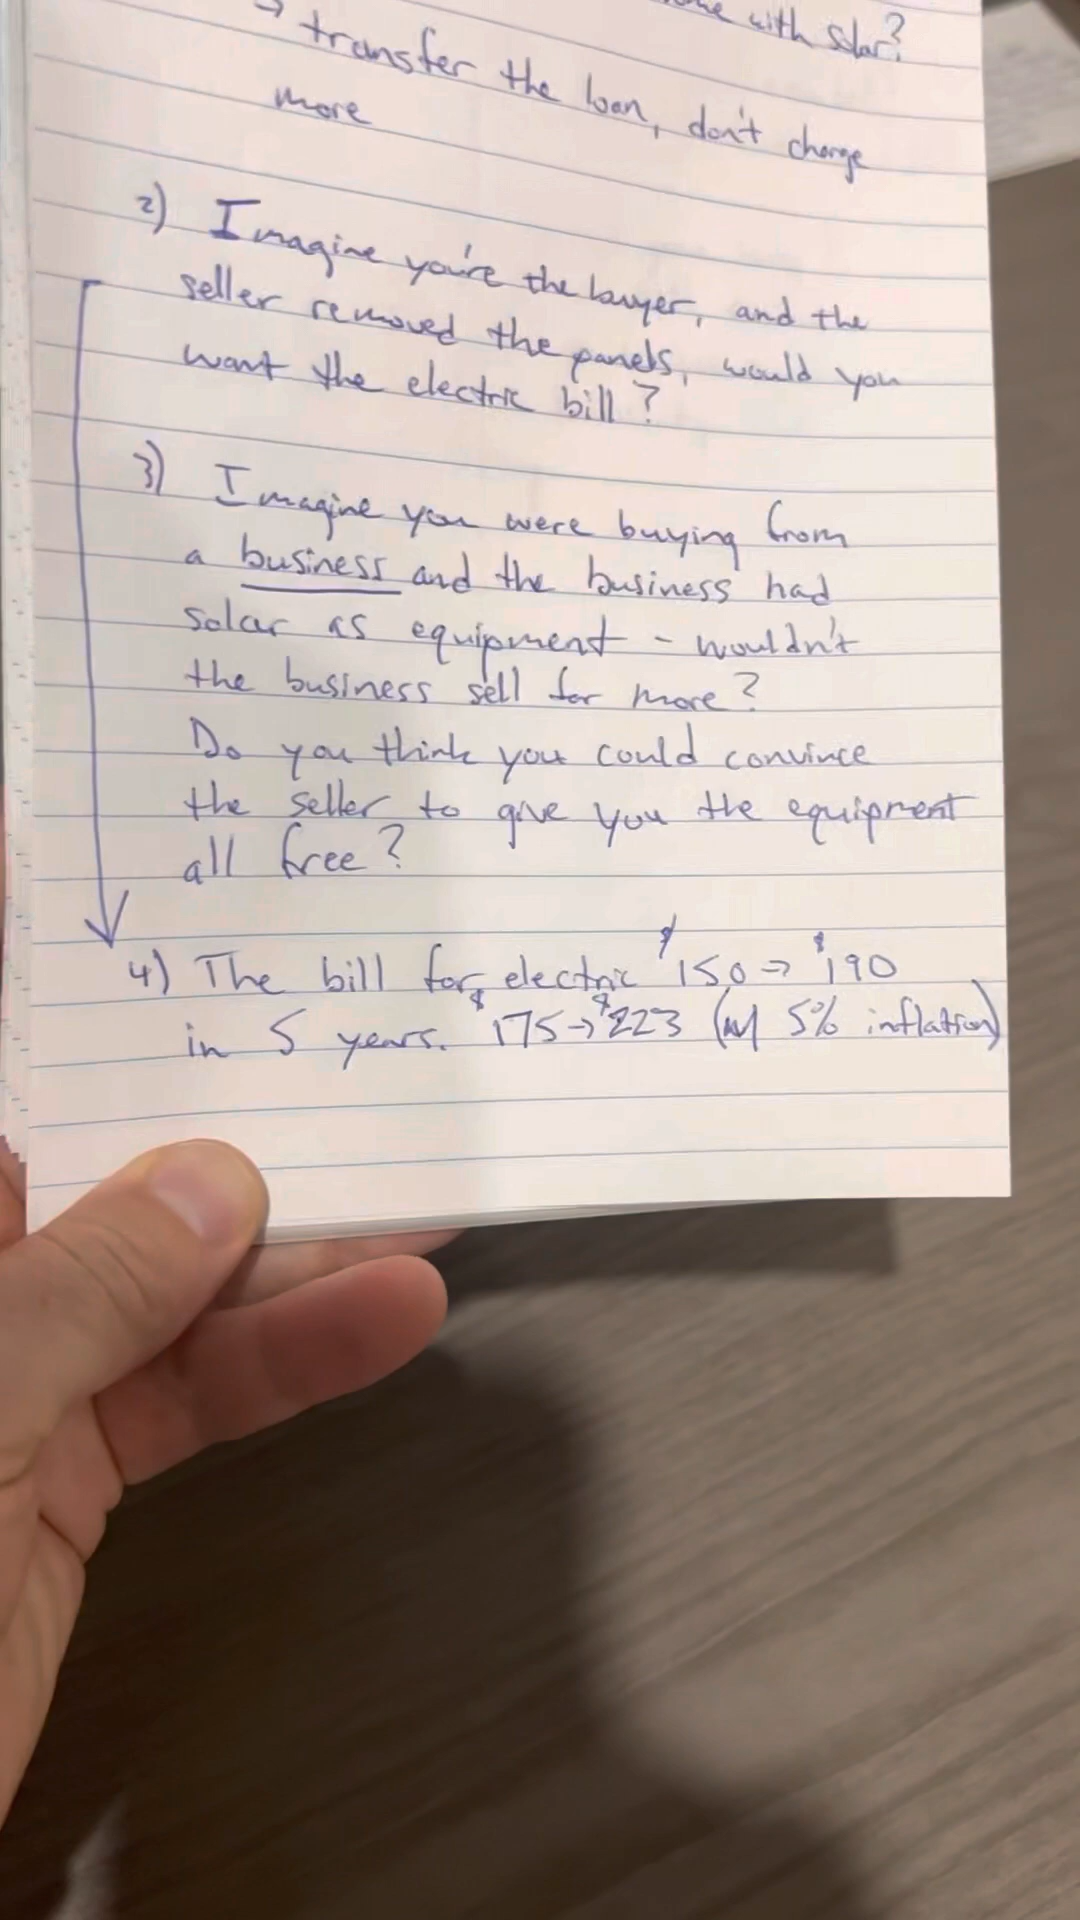 with solar?
→ transfer the loan, don't charge
more
2) Imagine you're the buyer, and the
seller removed the panels, would you
want the electric bill?
3) Imagine you were buying from
a business and the business had
solar as equipment - wouldn't
the business sell for more?
Do you think you could convince
the seller to give you the equipment
all free?
4) The bill for electric $150 → $190
in 5 years. $175 → $223 (w/ 5% inflation)